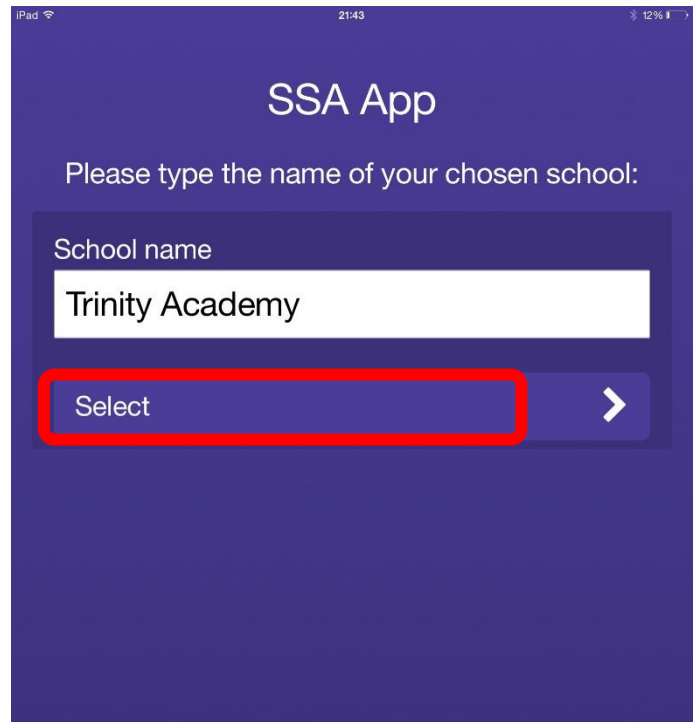 iPad 21:43 12%
SSA App
Please type the name of your chosen school:
School name
Trinity Academy
Select